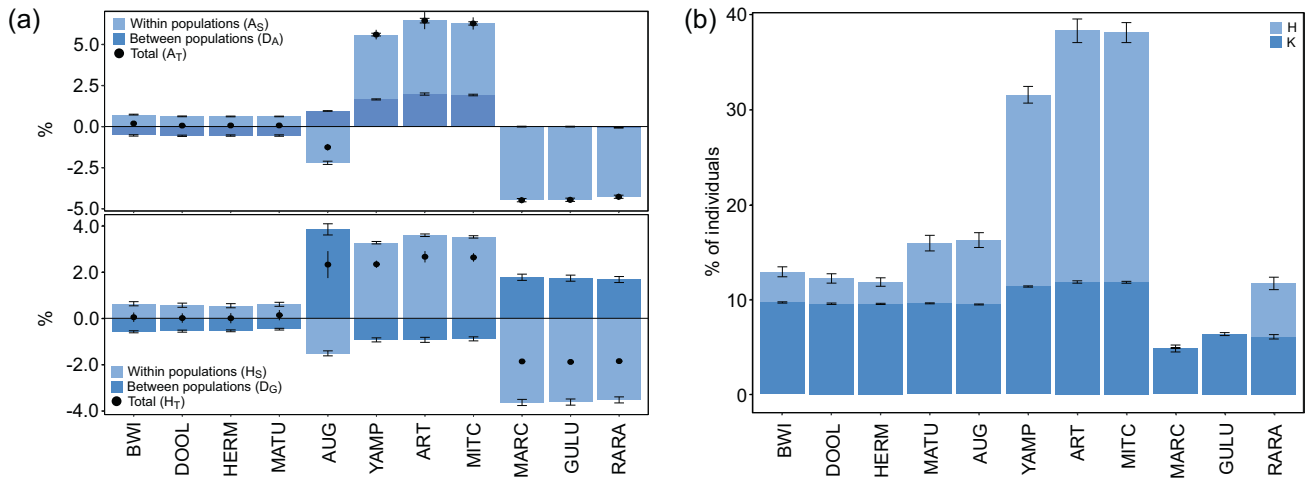 (a)
Within populations (AS)
Between populations (DA)
Total (AT)
5.0
2.5
0.0
-2.5
-5.0
%
4.0
2.0
0.0
-2.0
-4.0
%
Within populations (HS)
Between populations (DG)
Total (HT)
BWI DOOL HERM MATU AUG YAMP ART MITC MARC GULU RARA
(b)
H
K
40
30
20
10
0
% of individuals
BWI DOOL HERM MATU AUG YAMP ART MITC MARC GULU RARA